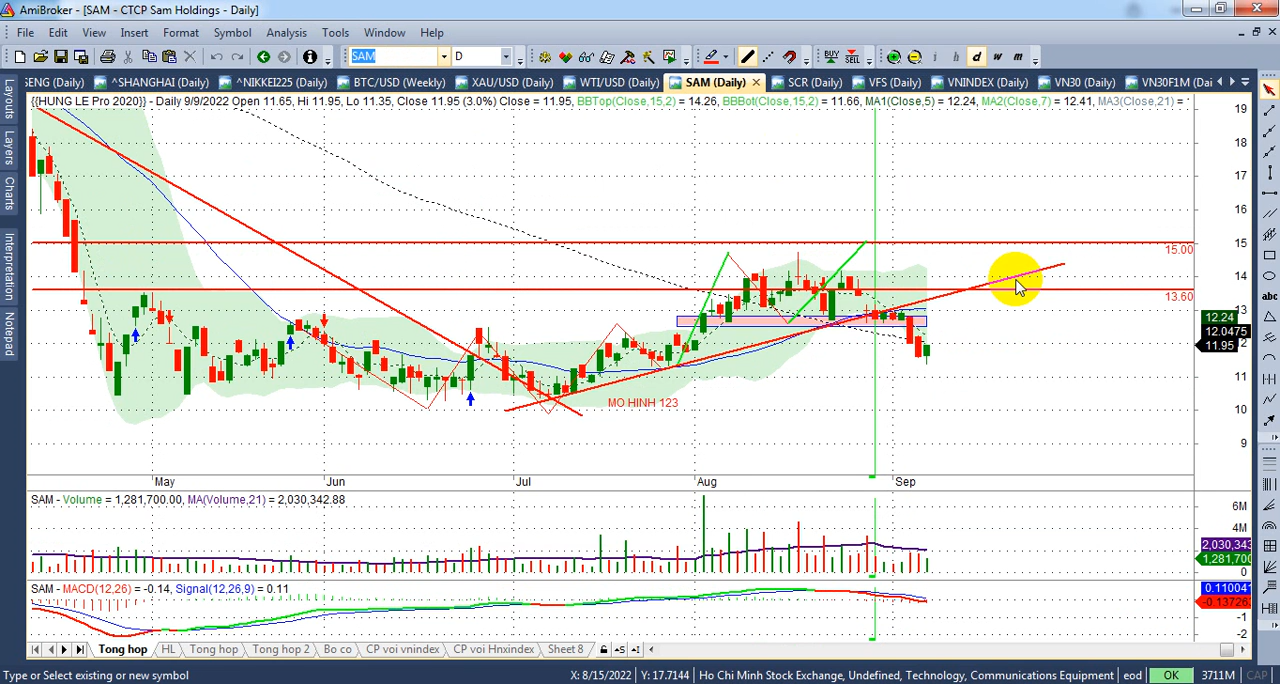 AmiBroker - [SAM - CTCP Sam Holdings - Daily]
File Edit View Insert Format Symbol Analysis Tools Window Help
SAM D BUY SELL i h d w m
ENG (Daily) ^SHANGHAI (Daily) ^NIKKEI225 (Daily) BTC/USD (Weekly) XAU/USD (Daily) WTI/USD (Daily) SAM (Daily) SCR (Daily) VFS (Daily) VNINDEX (Daily) VN30 (Daily) VN30F1M (Dai
{{HUNG LE Pro 2020}} - Daily 9/9/2022 Open 11.65, Hi 11.95, Lo 11.35, Close 11.95 (3.0%) Close = 11.95, BBTop(Close,15.2) = 14.26, BBBot(Close,15.2) = 11.66, MA1(Close,5) = 12.24, MA2(Close,7) = 12.41, MA3(Close,21) =
Layouts
Layers
Charts
Interpretation
Notepad
19
18
17
16
15
15.00
14
13.60
13
12.24
12.0475
11.95
11
10
9
MO HINH 123
May Jun Jul Aug Sep
SAM - Volume = 1,281,700.00, MA(Volume,21) = 2,030,342.88
6M
4M
2,030,343
1,281,700
0
SAM - MACD(12,26) = -0.14, Signal(12,26,9) = 0.11
0.110041
-0.13726
-1
-2
abc
Tong hop HL Tong hop Tong hop 2 Bo co CP voi vnindex CP voi Hnxindex Sheet 8
Type or Select existing or new symbol X: 8/15/2022 Y: 17.7144 Ho Chi Minh Stock Exchange, Undefined, Technology, Communications Equipment eod OK 3711M CAP